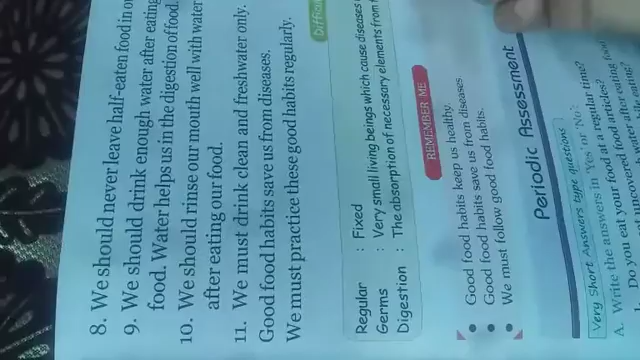 8. We should never leave half-eaten food in
9. We should drink enough water after eating
food. Water helps us in the digestion of food.
10. We should rinse our mouth well with water
after eating our food.
11. We must drink clean and freshwater only.
Good food habits save us from diseases.
We must practice these good habits regularly.
Regular : Fixed
Germs : Very small living beings which cause diseases
Digestion : The absorption of necessary elements from
REMEMBER ME
• Good food habits keep us healthy.
• Good food habits save us from diseases.
• We must follow good food habits.
Periodic Assessment
Very Short Answers type questions
A. Write the answers in 'Yes' or 'No'.
Do you eat your food at a regular time?
uncovered food articles?
water after eating food